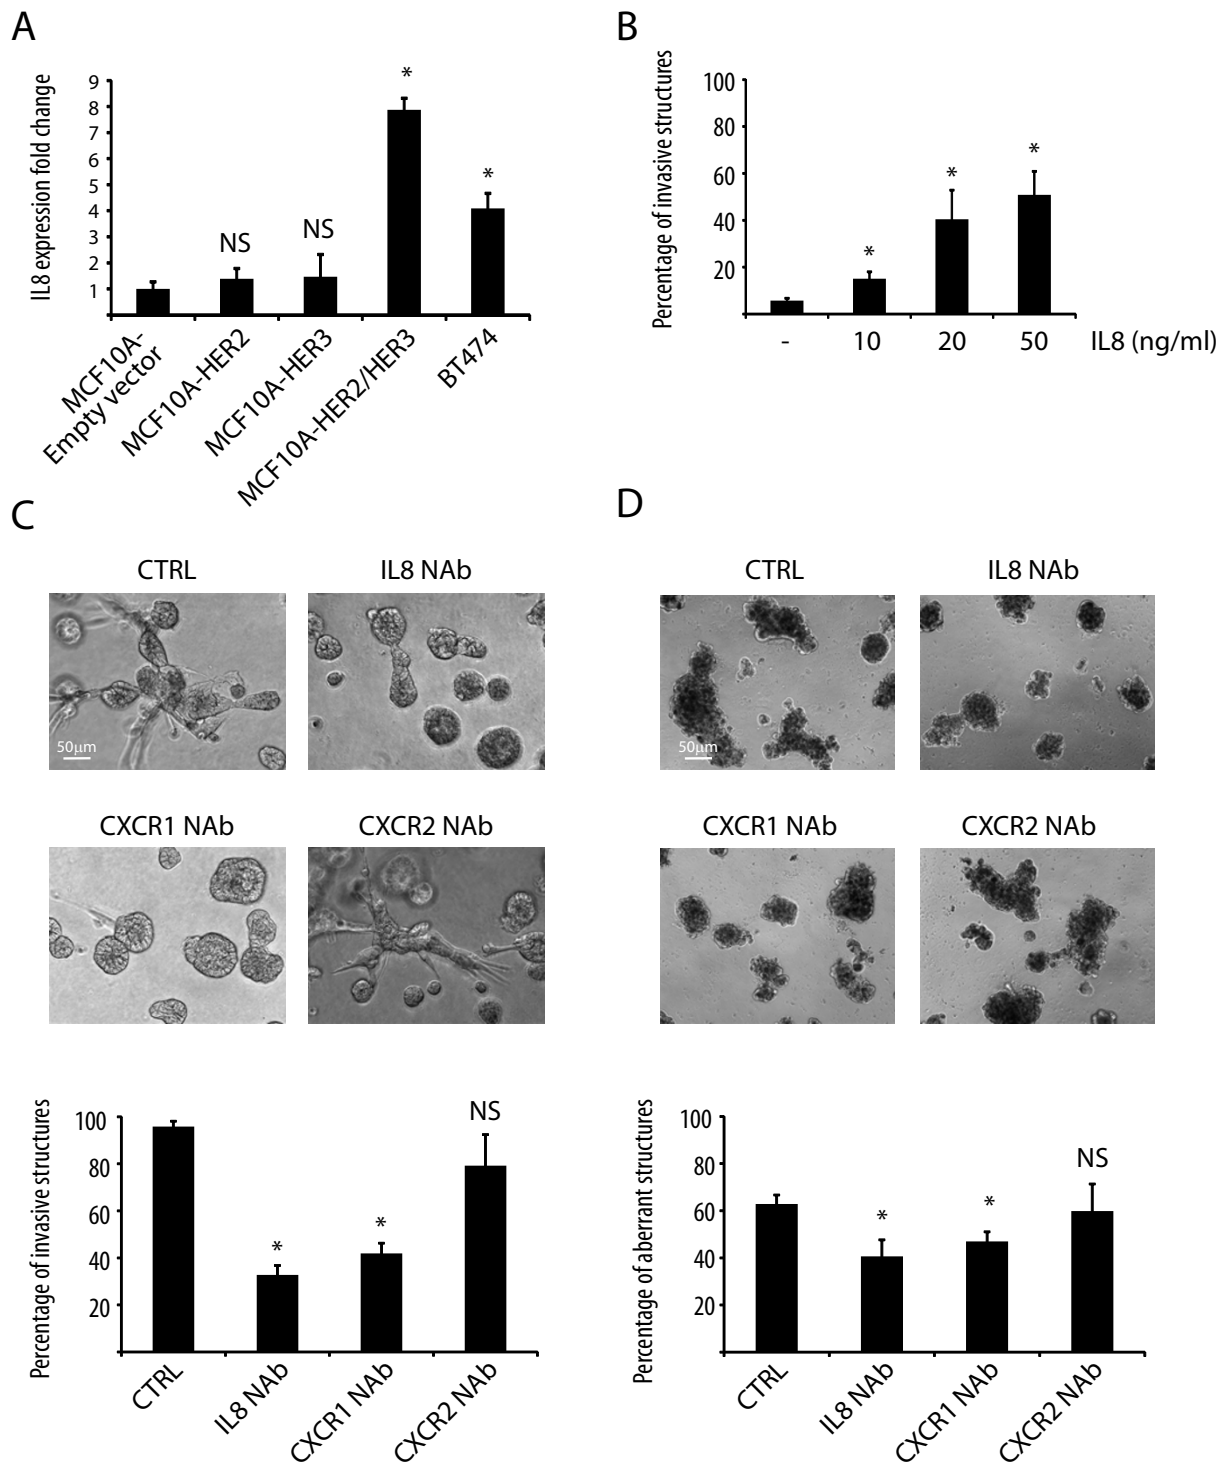 A
IL8 expression fold change
9
8
7
6
5
4
3
2
1
*
*
NS
NS
MCF10A-
Empty vector
MCF10A-HER2
MCF10A-HER3
MCF10A-HER2/HER3
BT474
B
Percentage of invasive structures
100
80
60
40
20
*
*
*
-
10
20
50
IL8 (ng/ml)
C
CTRL
IL8 NAb
50µm
CXCR1 NAb
CXCR2 NAb
Percentage of invasive structures
100
80
60
40
20
*
*
NS
CTRL
IL8 NAb
CXCR1 NAb
CXCR2 NAb
D
CTRL
IL8 NAb
50µm
CXCR1 NAb
CXCR2 NAb
Percentage of aberrant structures
100
80
60
40
20
*
*
NS
CTRL
IL8 NAb
CXCR1 NAb
CXCR2 NAb